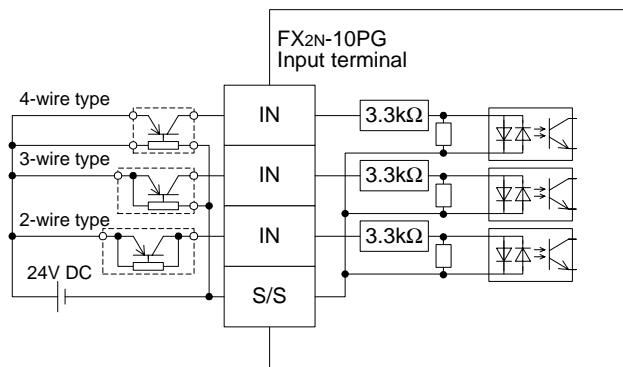 FX2N-10PG
Input terminal
4-wire type
IN
3.3kΩ
3-wire type
IN
3.3kΩ
2-wire type
IN
3.3kΩ
24V DC
S/S